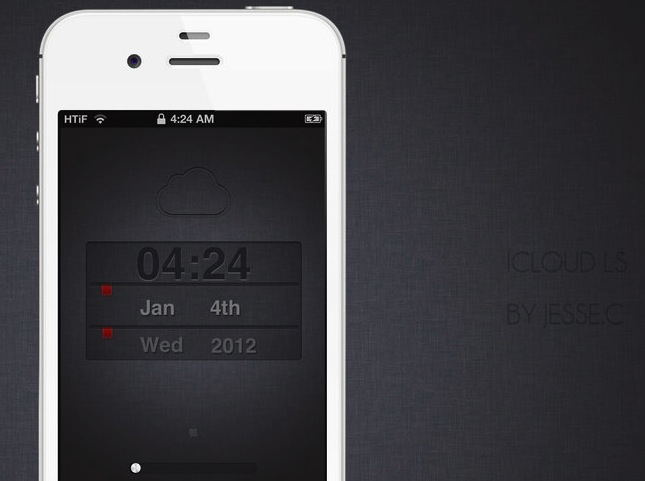 HTiF 4:24 AM
04:24
Jan 4th
Wed 2012
ICLOUD LS
BY JESSE.C